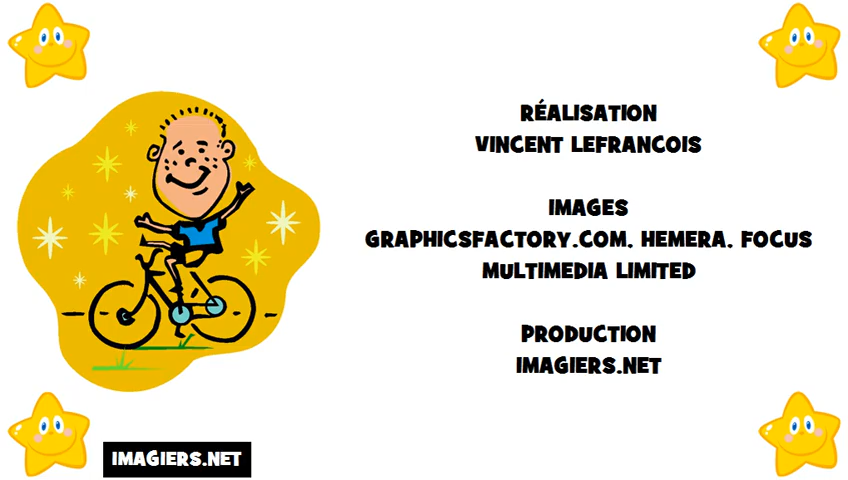 RÉALISATION
VINCENT LEFRANCOIS
IMAGES
GRAPHICSFACTORY.COM, HEMERA, FOCUS
MULTIMEDIA LIMITED
PRODUCTION
IMAGIERS.NET
IMAGIERS.NET